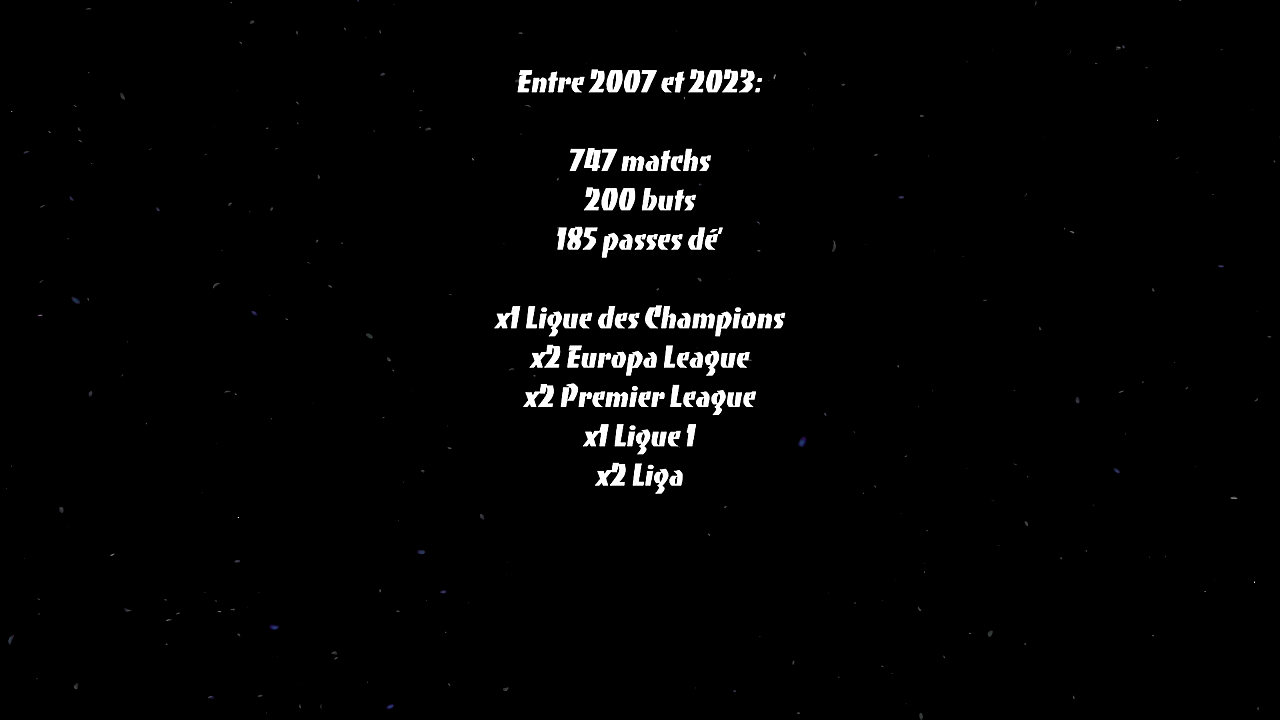 Entre 2007 et 2023:
747 matchs
200 buts
185 passes dé'
x1 Ligue des Champions
x2 Europa League
x2 Premier League
x1 Ligue 1
x2 Liga